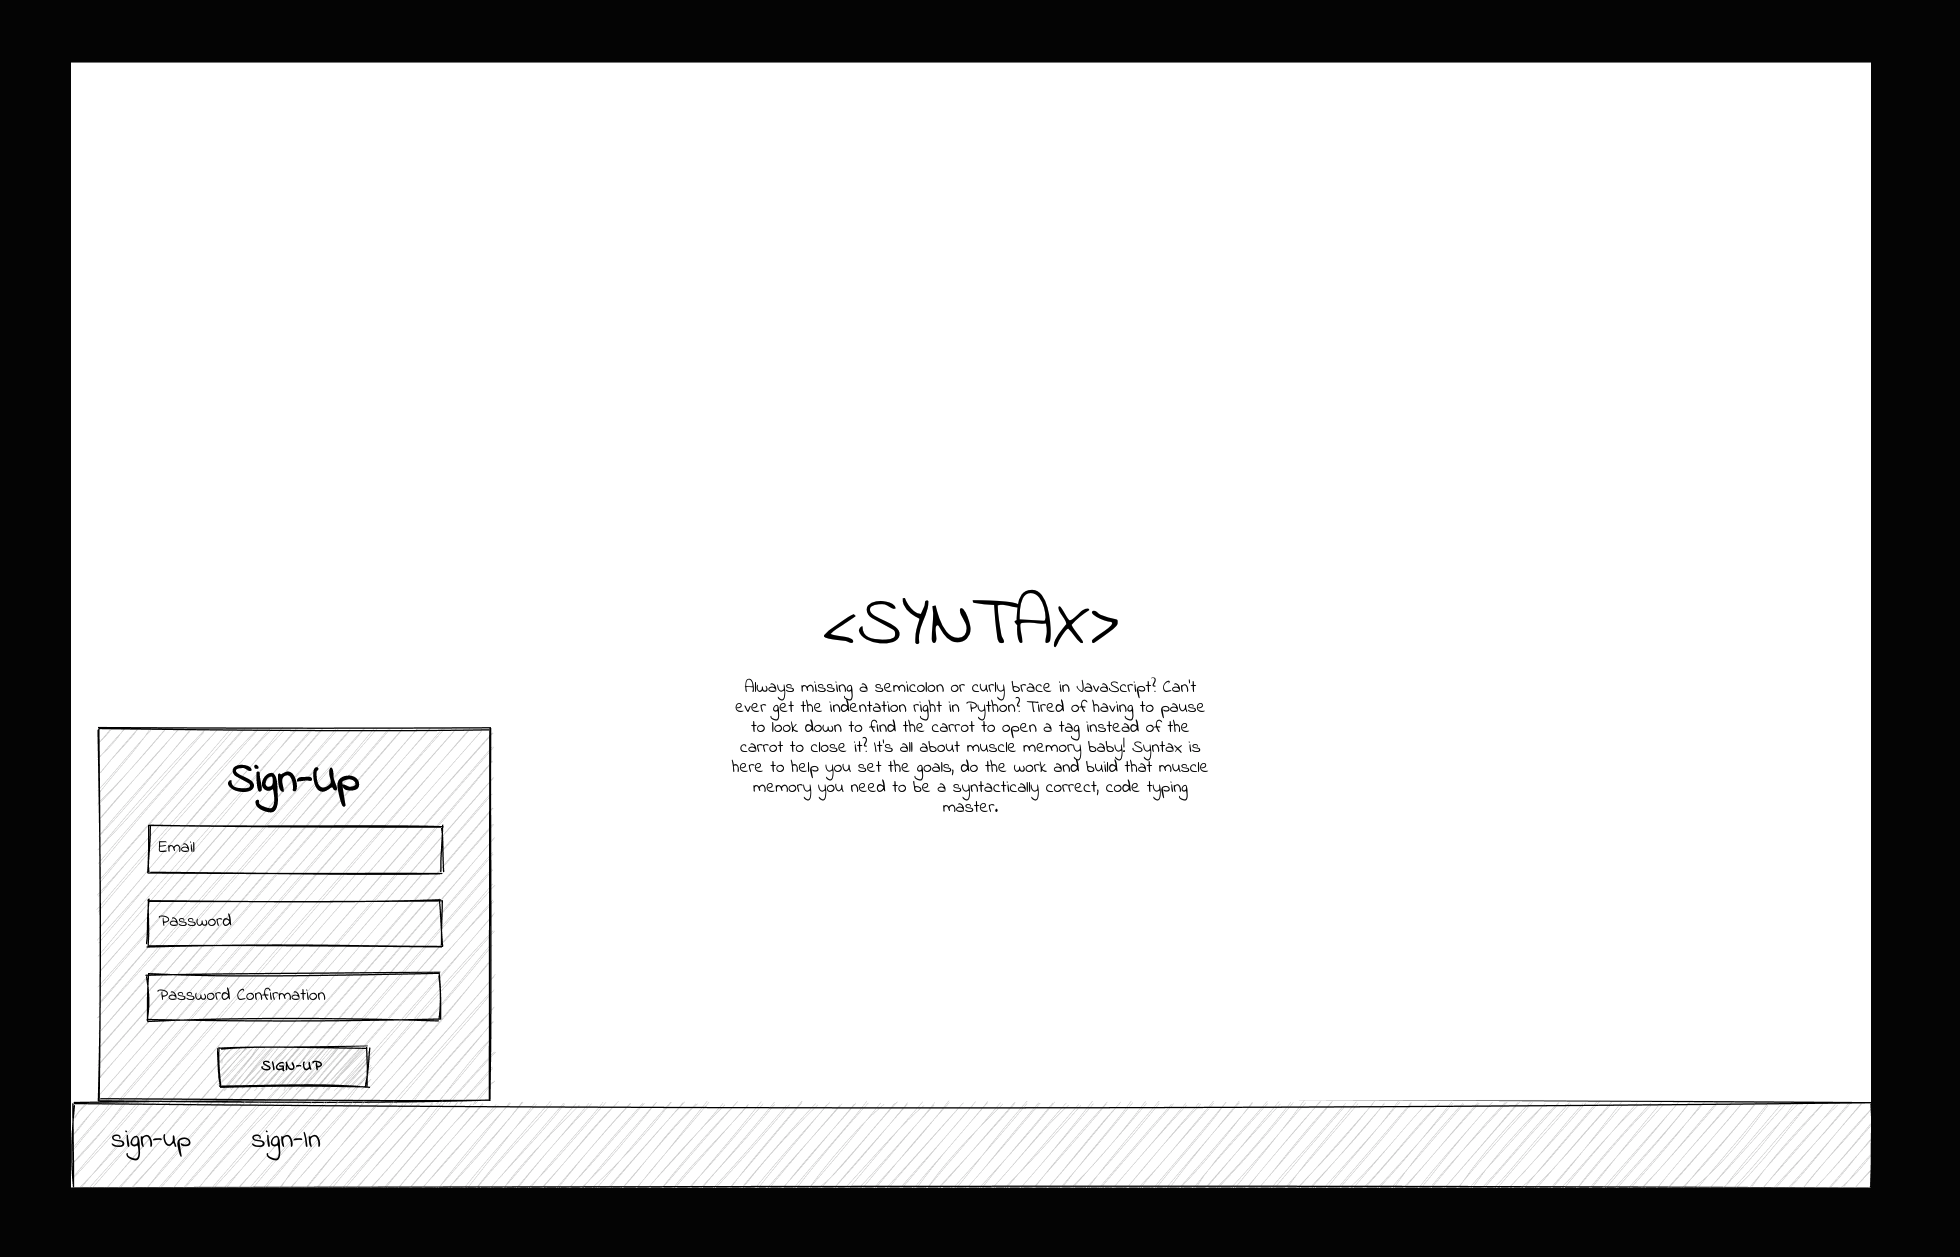 <SYNTAX>
Always missing a semicolon or curly brace in JavaScript? Can't
ever get the indentation right in Python? Tired of having to pause
to look down to find the carrot to open a tag instead of the
carrot to close it? It's all about muscle memory baby! Syntax is
here to help you set the goals, do the work and build that muscle
memory you need to be a syntactically correct, code typing
master.
Sign-Up
Email
Password
Password Confirmation
SIGN-UP
sign-up
sign-In